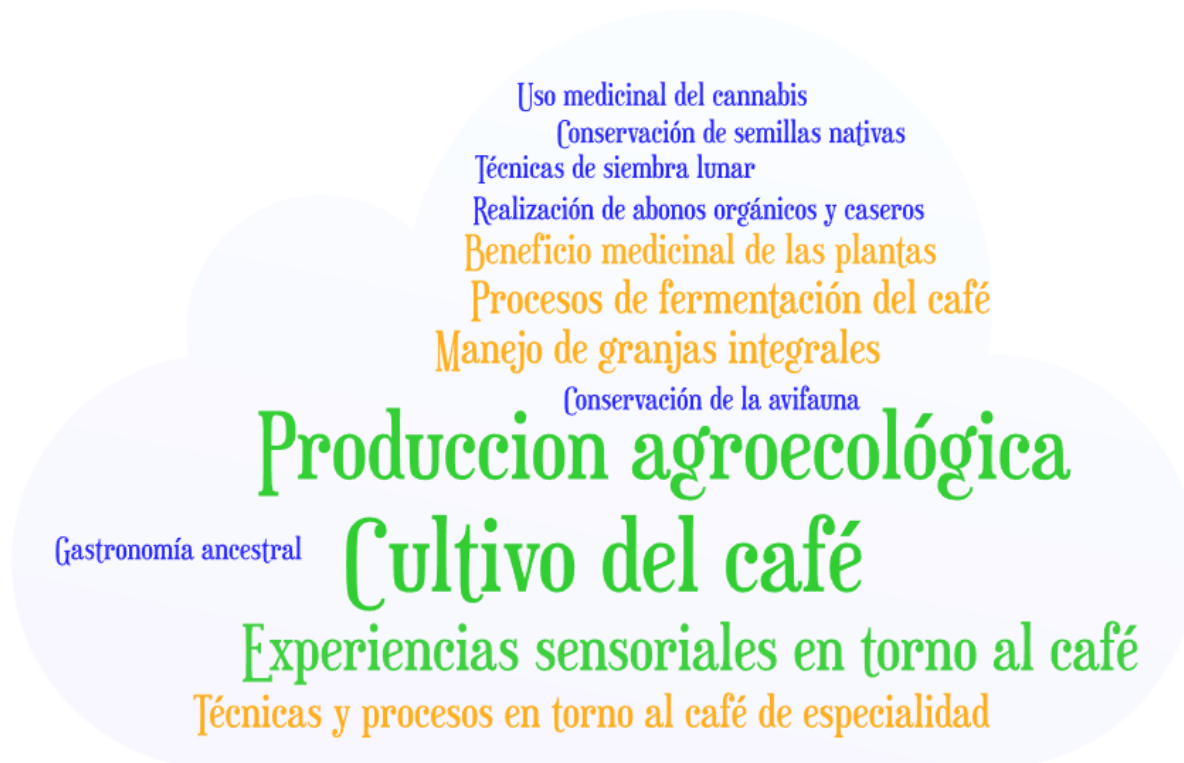 Uso medicinal del cannabis
Conservación de semillas nativas
Técnicas de siembra lunar
Realización de abonos orgánicos y caseros
Beneficio medicinal de las plantas
Procesos de fermentación del café
Manejo de granjas integrales
Conservación de la avifauna
Produccion agroecológica
Gastronomía ancestral
Cultivo del café
Experiencias sensoriales en torno al café
Técnicas y procesos en torno al café de especialidad